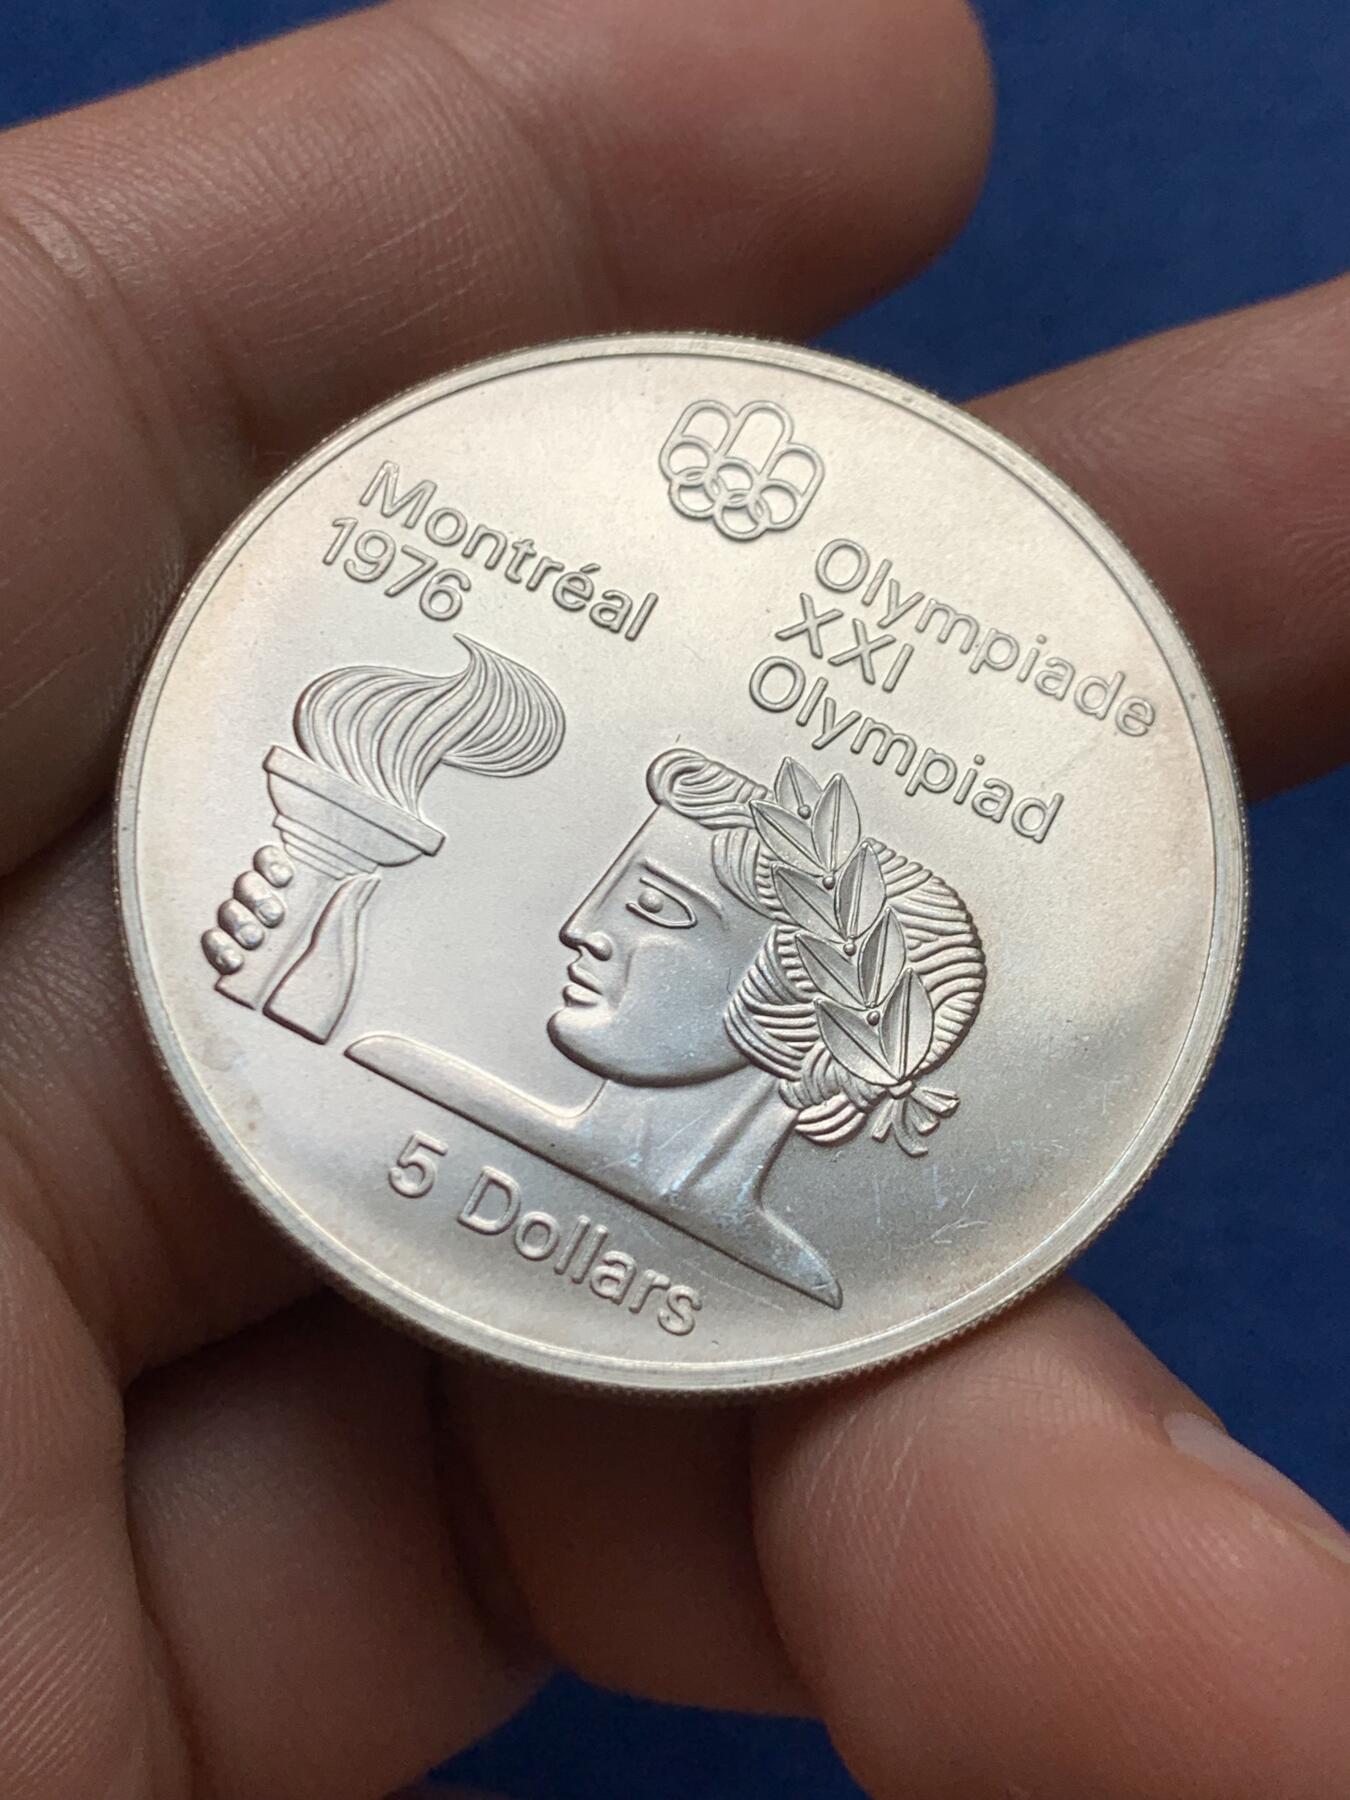 Montréal
1976
Olympiade
XXI
Olympiad
5 Dollars